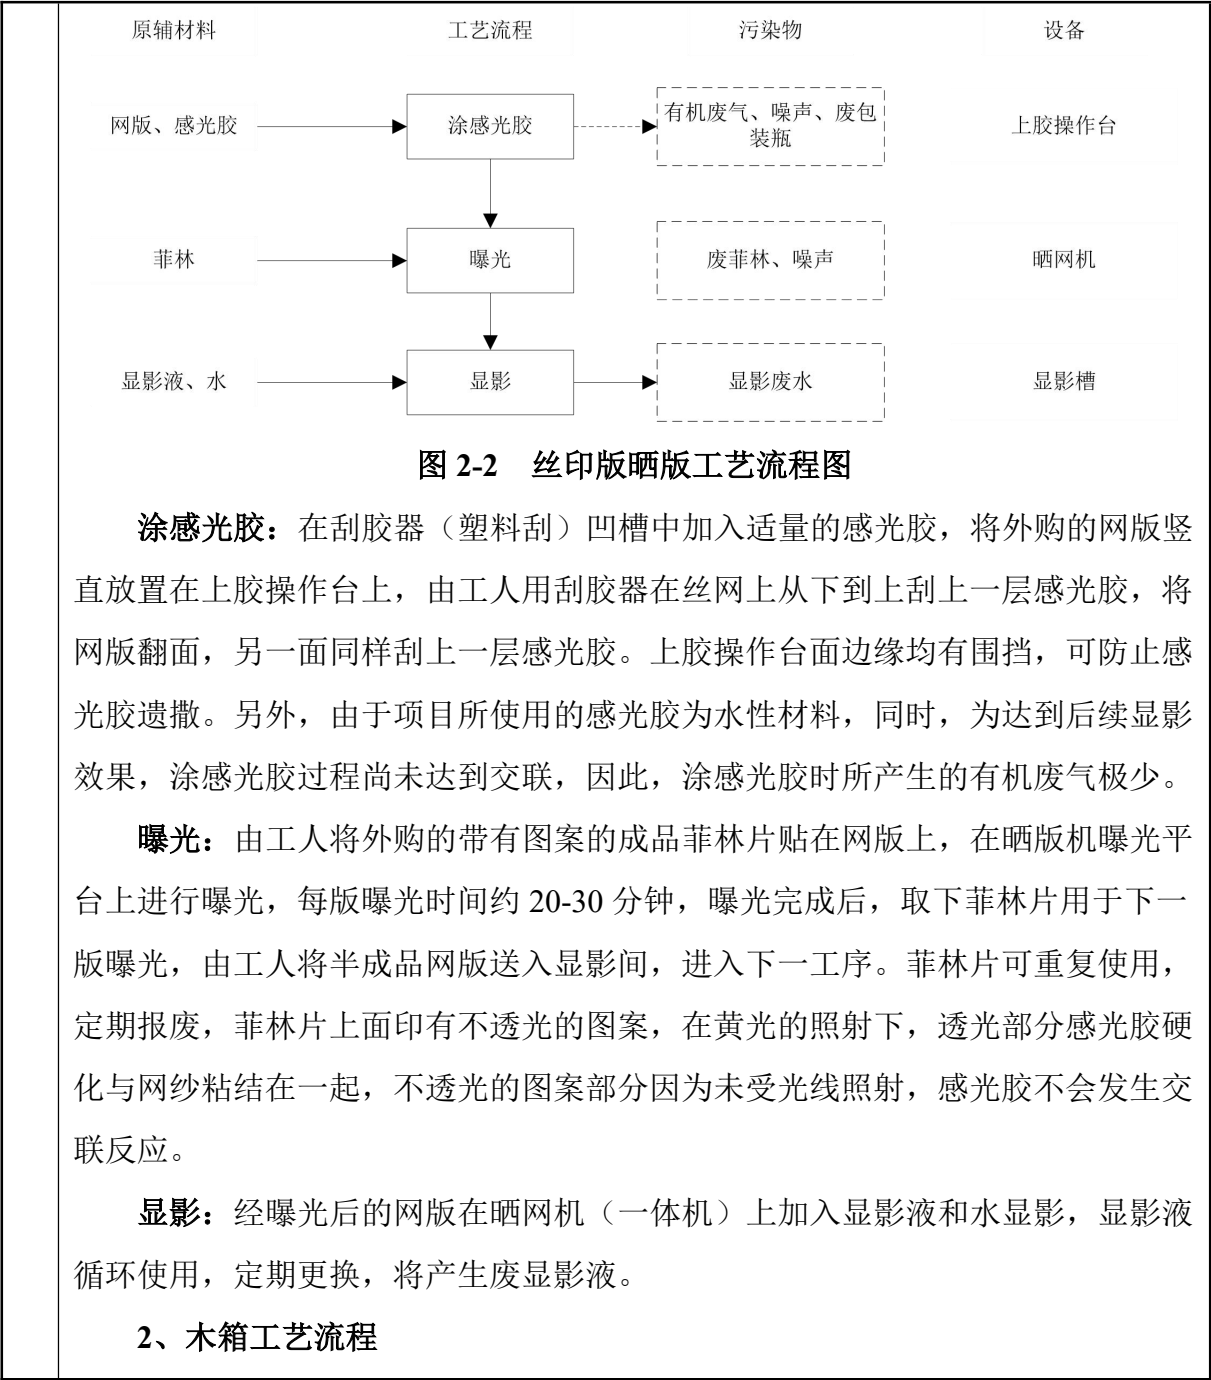 原辅材料 工艺流程 污染物 设备
网版、感光胶 涂感光胶 有机废气、噪声、废包
装瓶 上胶操作台
菲林 曝光 废菲林、噪声 晒网机
显影液、水 显影 显影废水 显影槽
图 2-2 丝印版晒版工艺流程图
涂感光胶：在刮胶器（塑料刮）凹槽中加入适量的感光胶，将外购的网版竖
直放置在上胶操作台上，由工人用刮胶器在丝网上从下到上刮上一层感光胶，将
网版翻面，另一面同样刮上一层感光胶。上胶操作台面边缘均有围挡，可防止感
光胶遗撒。另外，由于项目所使用的感光胶为水性材料，同时，为达到后续显影
效果，涂感光胶过程尚未达到交联，因此，涂感光胶时所产生的有机废气极少。
曝光：由工人将外购的带有图案的成品菲林片贴在网版上，在晒版机曝光平
台上进行曝光，每版曝光时间约 20-30 分钟，曝光完成后，取下菲林片用于下一
版曝光，由工人将半成品网版送入显影间，进入下一工序。菲林片可重复使用，
定期报废，菲林片上面印有不透光的图案，在黄光的照射下，透光部分感光胶硬
化与网纱粘结在一起，不透光的图案部分因为未受光线照射，感光胶不会发生交
联反应。
显影：经曝光后的网版在晒网机（一体机）上加入显影液和水显影，显影液
循环使用，定期更换，将产生废显影液。
2、木箱工艺流程